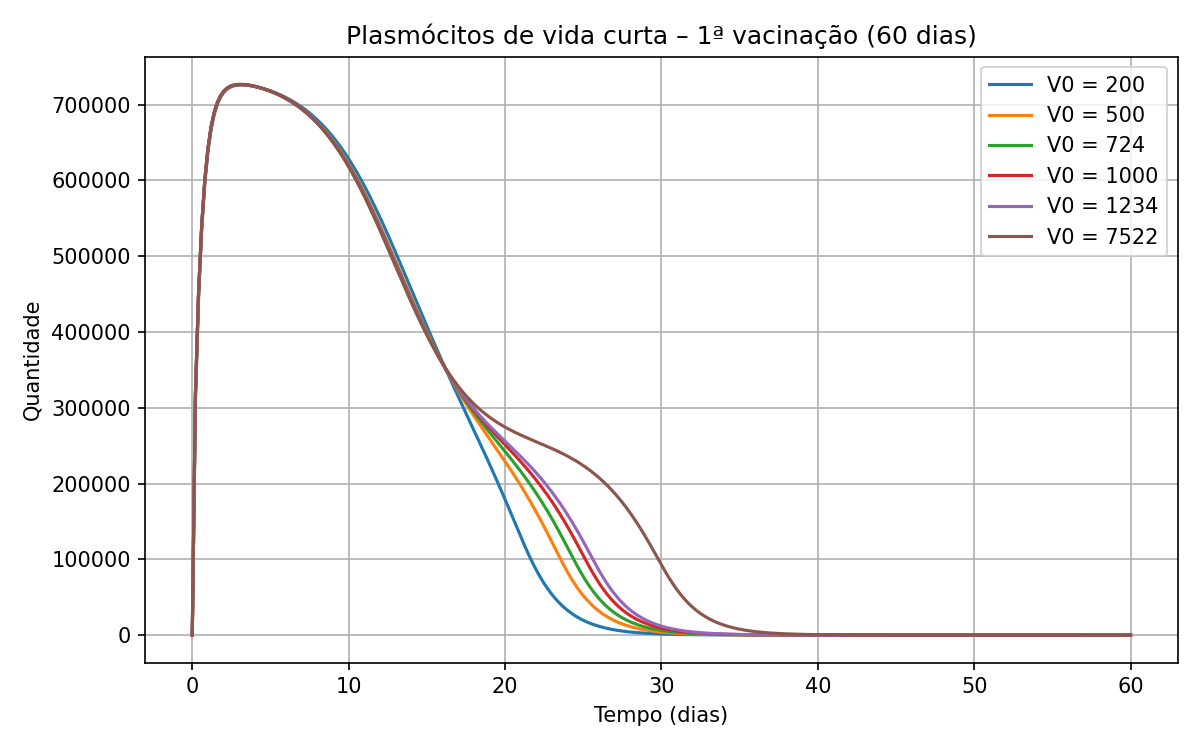 Plasmócitos de vida curta – 1ª vacinação (60 dias)
V0 = 200
V0 = 500
V0 = 724
V0 = 1000
V0 = 1234
V0 = 7522
Quantidade
700000
600000
500000
400000
300000
200000
100000
0
0 10 20 30 40 50 60
Tempo (dias)